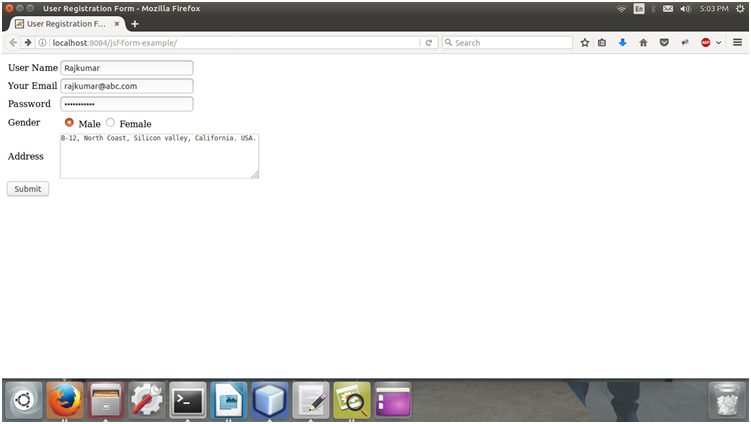 User Registration Form - Mozilla Firefox
En
5:03 PM
User Registration F...
localhost:8084/jsf-form-example/
Search
ABP
User Name Rajkumar
Your Email rajkumar@abc.com
Password •••••••••••
Gender Male Female
Address B-12, North Coast, Silicon valley, California. USA.
Submit